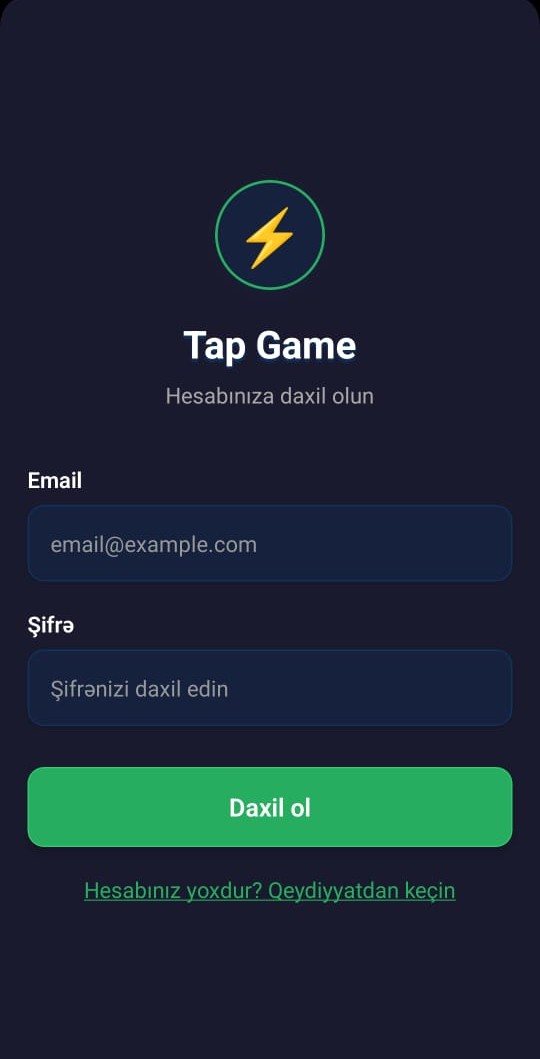 Tap Game
Hesabınıza daxil olun
Email
email@example.com
Şifrə
Şifrənizi daxil edin
Daxil ol
Hesabınız yoxdur? Qeydiyyatdan keçin